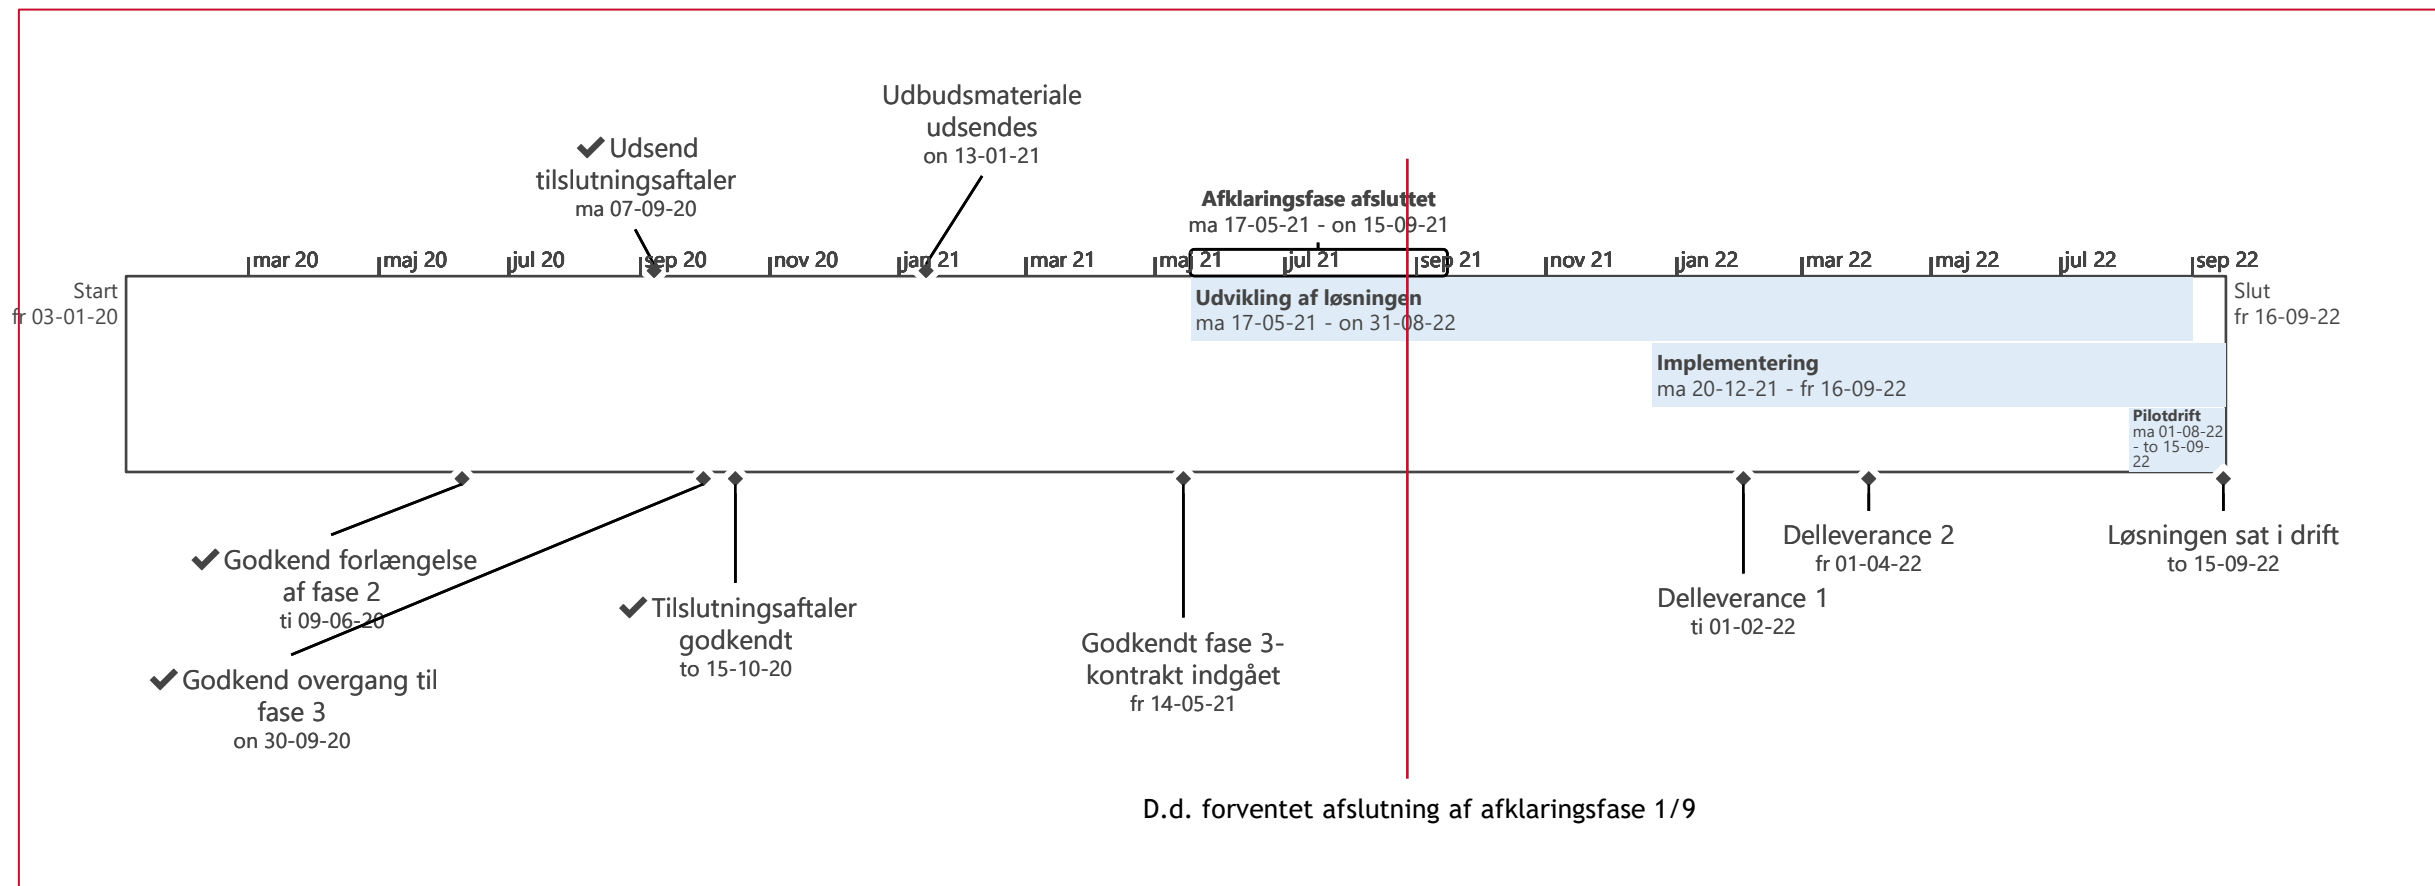 Udbudsmateriale
udsendes
on 13-01-21
✔ Udsend
tilslutningsaftaler
ma 07-09-20
Afklaringsfase afsluttet
ma 17-05-21 - on 15-09-21
mar 20 maj 20 jul 20 sep 20 nov 20 jan 21 mar 21 maj 21 jul 21 sep 21 nov 21 jan 22 mar 22 maj 22 jul 22 sep 22
Start
fr 03-01-20
Udvikling af løsningen
ma 17-05-21 - on 31-08-22
Slut
fr 16-09-22
Implementering
ma 20-12-21 - fr 16-09-22
Pilotdrift
ma 01-08-22
- to 15-09-
22
✔ Godkend forlængelse
af fase 2
ti 09-06-20
✔ Godkend overgang til
fase 3
on 30-09-20
✔ Tilslutningsaftaler
godkendt
to 15-10-20
Godkendt fase 3-
kontrakt indgået
fr 14-05-21
Delleverance 1
ti 01-02-22
Delleverance 2
fr 01-04-22
Løsningen sat i drift
to 15-09-22
D.d. forventet afslutning af afklaringsfase 1/9